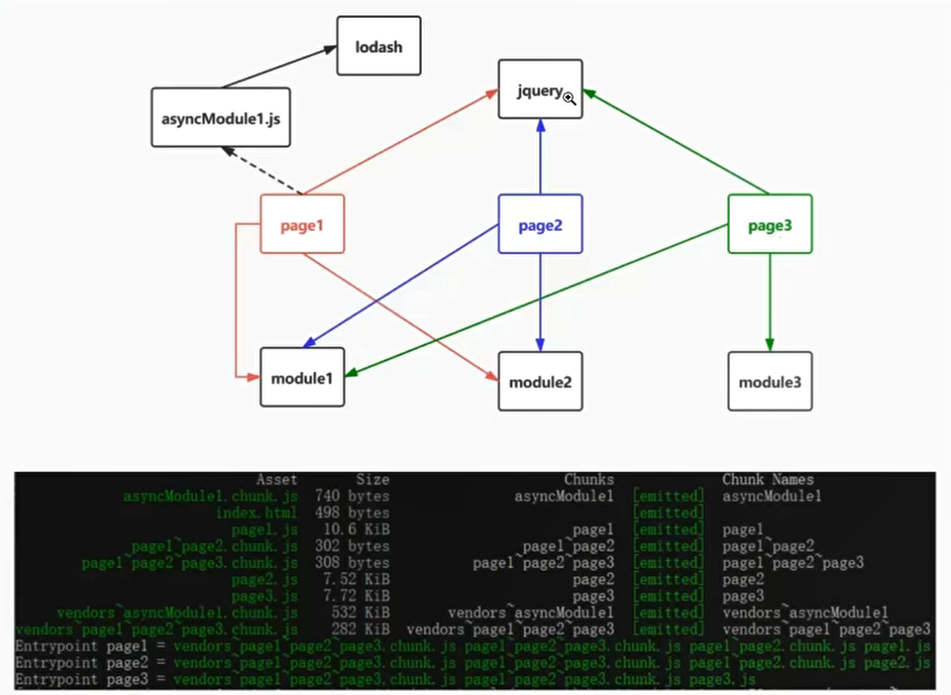 lodash
jquery
asyncModule1.js
page1
page2
page3
module1
module2
module3
Asset Size Chunks Chunk Names
asyncModule1.chunk.js 740 bytes asyncModule1 [emitted] asyncModule1
index.html 498 bytes [emitted]
page1.js 10.6 KiB page1 [emitted] page1
page1~page2.chunk.js 302 bytes page1~page2 [emitted] page1~page2
page1~page2~page3.chunk.js 308 bytes page1~page2~page3 [emitted] page1~page2~page3
page2.js 7.52 KiB page2 [emitted] page2
page3.js 7.72 KiB page3 [emitted] page3
vendors~asyncModule1.chunk.js 532 KiB vendors~asyncModule1 [emitted] vendors~asyncModule1
vendors~page1~page2~page3.chunk.js 282 KiB vendors~page1~page2~page3 [emitted] vendors~page1~page2~page3
Entrypoint page1 = vendors~page1~page2~page3.chunk.js page1~page2~page3.chunk.js page1~page2.chunk.js page1.js
Entrypoint page2 = vendors~page1~page2~page3.chunk.js page1~page2~page3.chunk.js page1~page2.chunk.js page2.js
Entrypoint page3 = vendors~page1~page2~page3.chunk.js page1~page2~page3.chunk.js page3.js